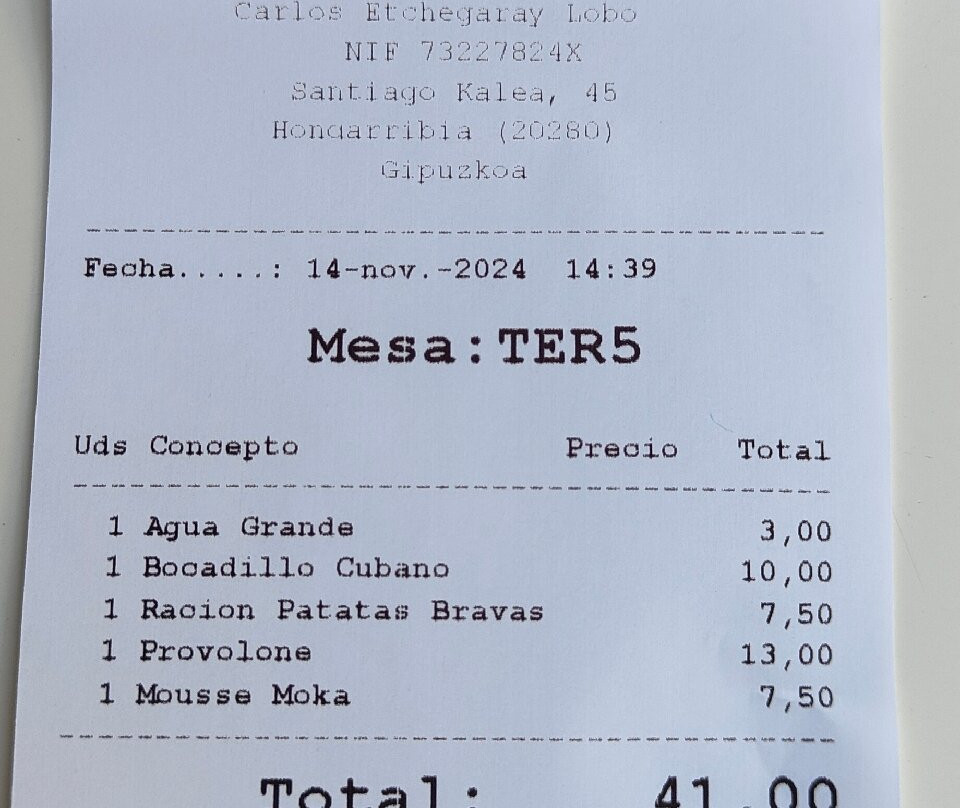 Carlos Etchegaray Lobo
NIF 73227824X
Santiago Kalea, 45
Hondarribia (20280)
Gipuzkoa
Fecha.....: 14-nov.-2024 14:39
Mesa:TER5
Uds Concepto Precio Total
1 Agua Grande 3,00
1 Bocadillo Cubano 10,00
1 Racion Patatas Bravas 7,50
1 Provolone 13,00
1 Mousse Moka 7,50
Total: 41,00